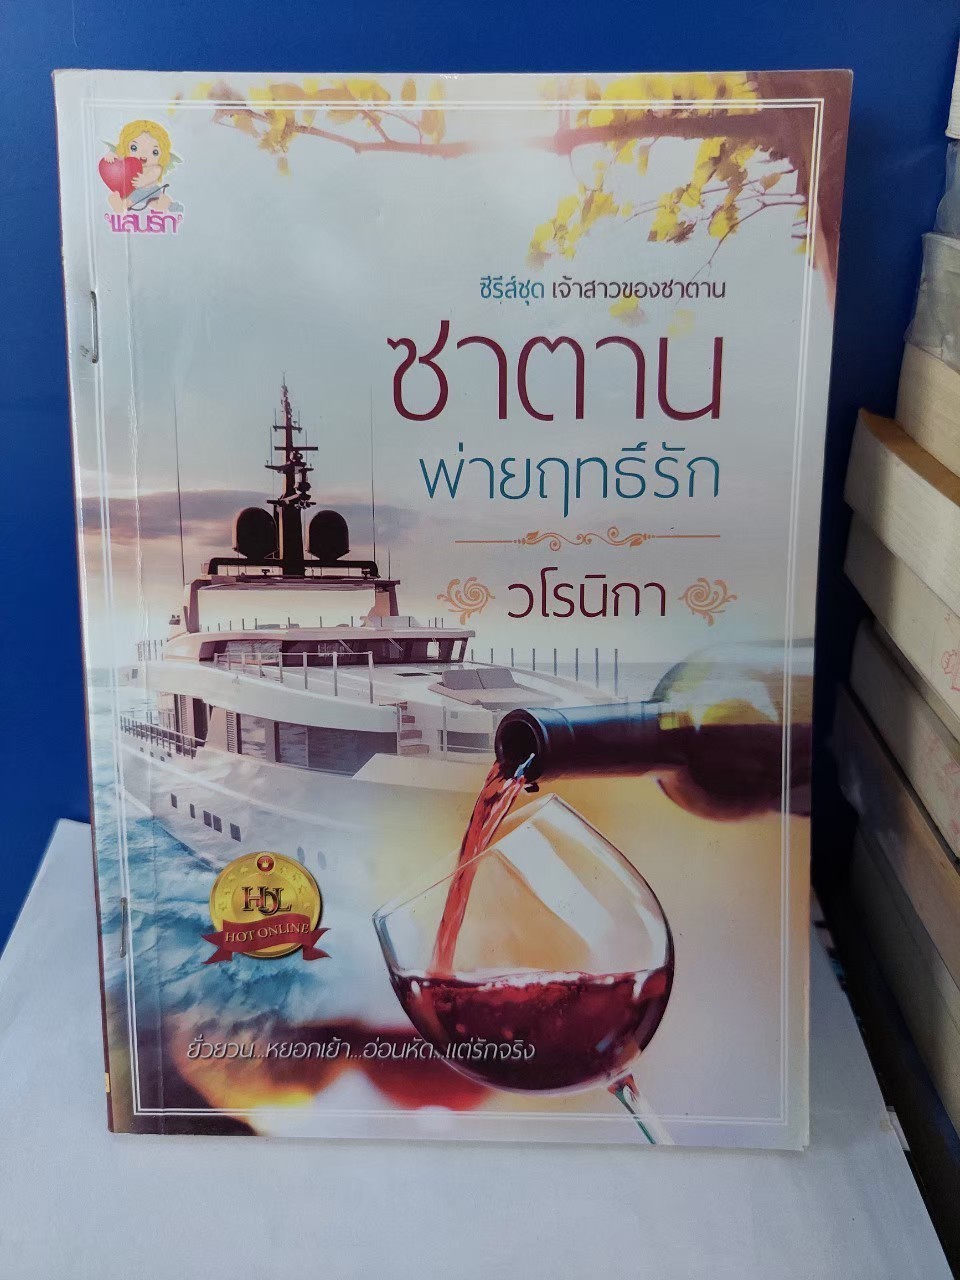 แสนรัก
ซีรีส์ชุด เจ้าสาวของซาตาน
ซาตาน
พ่ายฤทธิ์รัก
วโรนิกา
HOL
HOT ONLINE
ยั่วยวน...หยอกเย้า...อ่อนหัด...แต่รักจริง